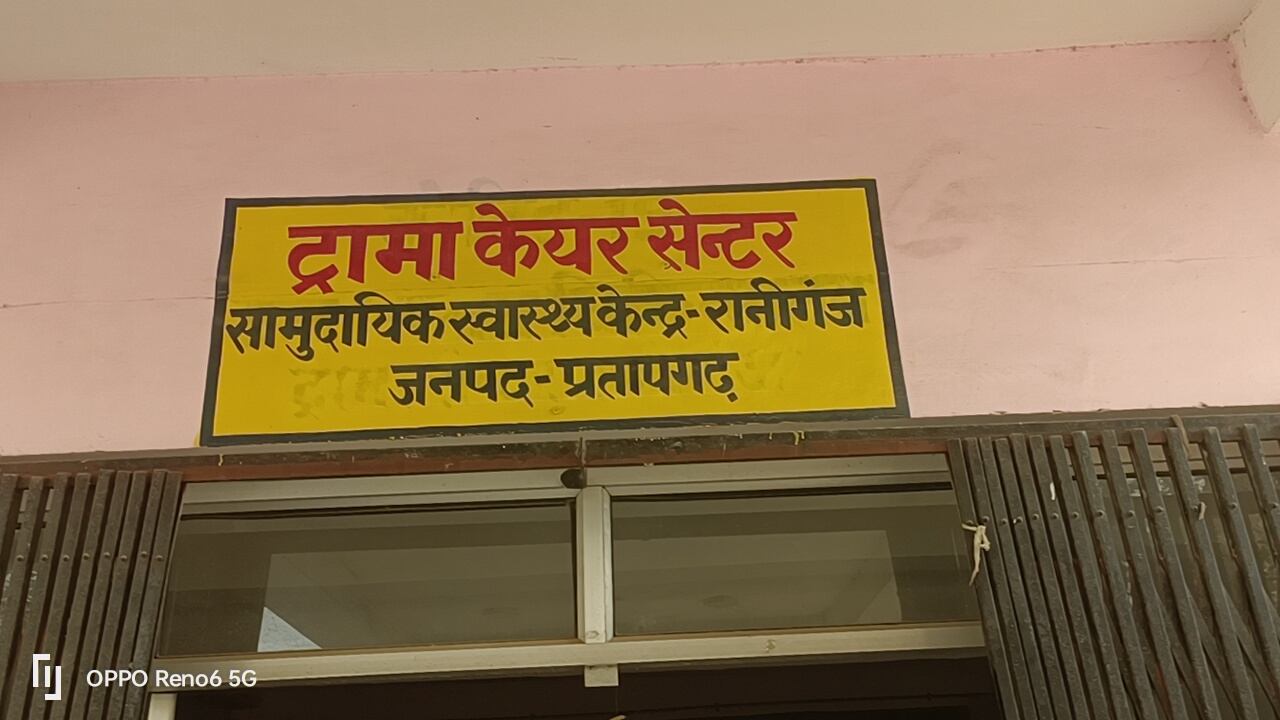 ट्रामा केयर सेन्टर
सामुदायिक स्वास्थ्य केन्द्र-रानीगंज
जनपद-प्रतापगढ़
OPPO Reno6 5G